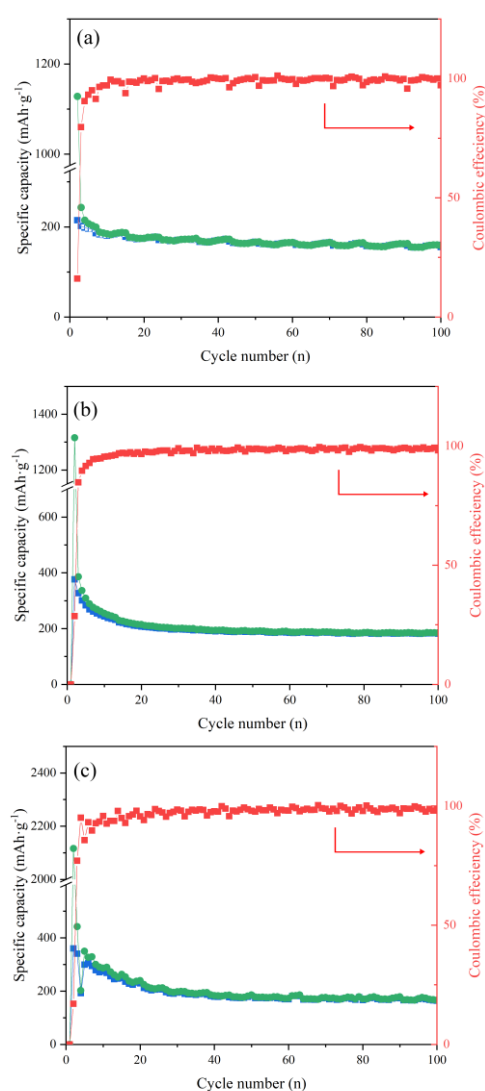 (a)
Specific capacity (mAh·g⁻¹)
1200
1000
200
0
0 20 40 60 80 100
Cycle number (n)
100
50
0
Coulombic effeciency (%)
(b)
Specific capacity (mAh·g⁻¹)
1400
1200
600
400
200
0
0 20 40 60 80 100
Cycle number (n)
100
50
0
Coulombic effeciency (%)
(c)
Specific capacity (mAh·g⁻¹)
2400
2200
2000
400
200
0
0 20 40 60 80 100
Cycle number (n)
100
50
0
Coulombic effeciency (%)